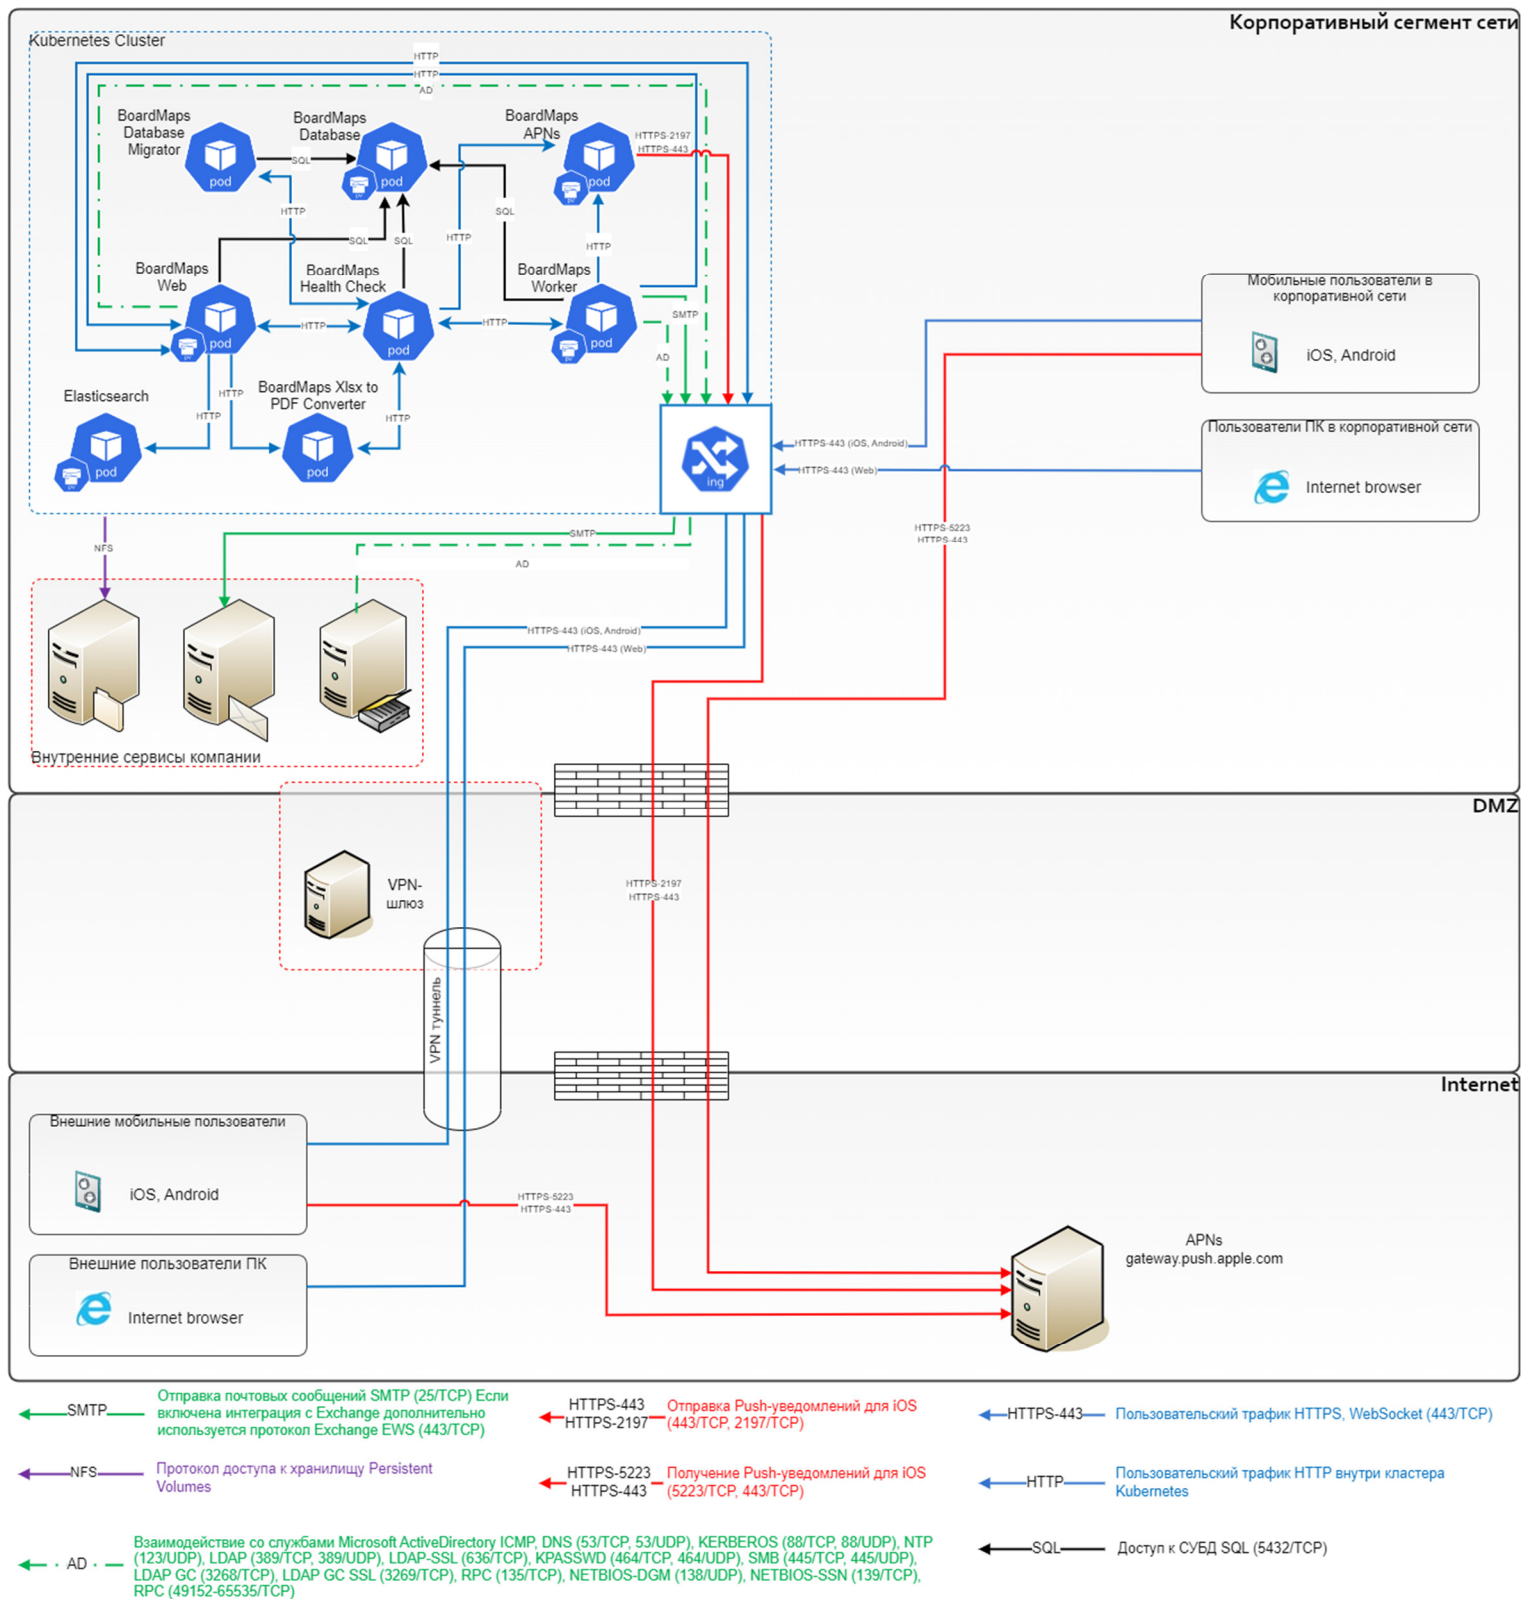 Корпоративный сегмент сети
Kubernetes Cluster
HTTP
HTTP
AD
BoardMaps
Database
Migrator
pod
SQL
BoardMaps
Database
pod
pv
BoardMaps
APNs
pod
pv
HTTPS-2197
HTTPS-443
HTTP
SQL
SQL
HTTP
SQL
HTTP
BoardMaps
Web
pod
pv
HTTP
BoardMaps
Health Check
pod
HTTP
BoardMaps
Worker
pod
pv
SMTP
AD
HTTP
HTTP
HTTP
Elasticsearch
pod
pv
BoardMaps Xlsx to
PDF Converter
pod
ing
Мобильные пользователи в
корпоративной сети
iOS, Android
HTTPS-443 (iOS, Android)
Пользователи ПК в корпоративной сети
Internet browser
HTTPS-443 (Web)
HTTPS-5223
HTTPS-443
NFS
SMTP
AD
HTTPS-443 (iOS, Android)
HTTPS-443 (Web)
Внутренние сервисы компании
DMZ
VPN-
шлюз
HTTPS-2197
HTTPS-443
VPN туннель
Internet
Внешние мобильные пользователи
iOS, Android
HTTPS-5223
HTTPS-443
Внешние пользователи ПК
Internet browser
APNs
gateway.push.apple.com
SMTP
Отправка почтовых сообщений SMTP (25/TCP) Если
включена интеграция с Exchange дополнительно
используется протокол Exchange EWS (443/TCP)
HTTPS-443
HTTPS-2197
Отправка Push-уведомлений для iOS
(443/TCP, 2197/TCP)
HTTPS-443
Пользовательский трафик HTTPS, WebSocket (443/TCP)
NFS
Протокол доступа к хранилищу Persistent
Volumes
HTTPS-5223
HTTPS-443
Получение Push-уведомлений для iOS
(5223/TCP, 443/TCP)
HTTP
Пользовательский трафик HTTP внутри кластера
Kubernetes
AD
Взаимодействие со службами Microsoft ActiveDirectory ICMP, DNS (53/TCP, 53/UDP), KERBEROS (88/TCP, 88/UDP), NTP
(123/UDP), LDAP (389/TCP, 389/UDP), LDAP-SSL (636/TCP), KPASSWD (464/TCP, 464/UDP), SMB (445/TCP, 445/UDP),
LDAP GC (3268/TCP), LDAP GC SSL (3269/TCP), RPC (135/TCP), NETBIOS-DGM (138/UDP), NETBIOS-SSN (139/TCP),
RPC (49152-65535/TCP)
SQL
Доступ к СУБД SQL (5432/TCP)